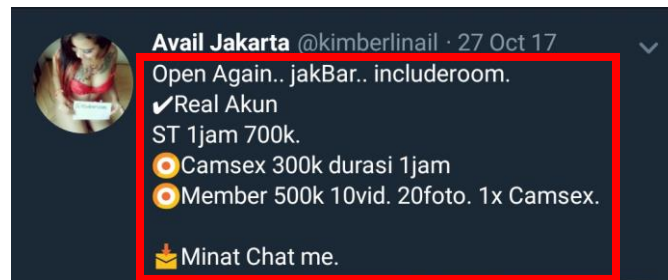 Avail Jakarta @kimberlinail · 27 Oct 17
Open Again.. jakBar.. includeroom.
✔Real Akun
ST 1jam 700k.
Camsex 300k durasi 1jam
Member 500k 10vid. 20foto. 1x Camsex.
📩Minat Chat me.